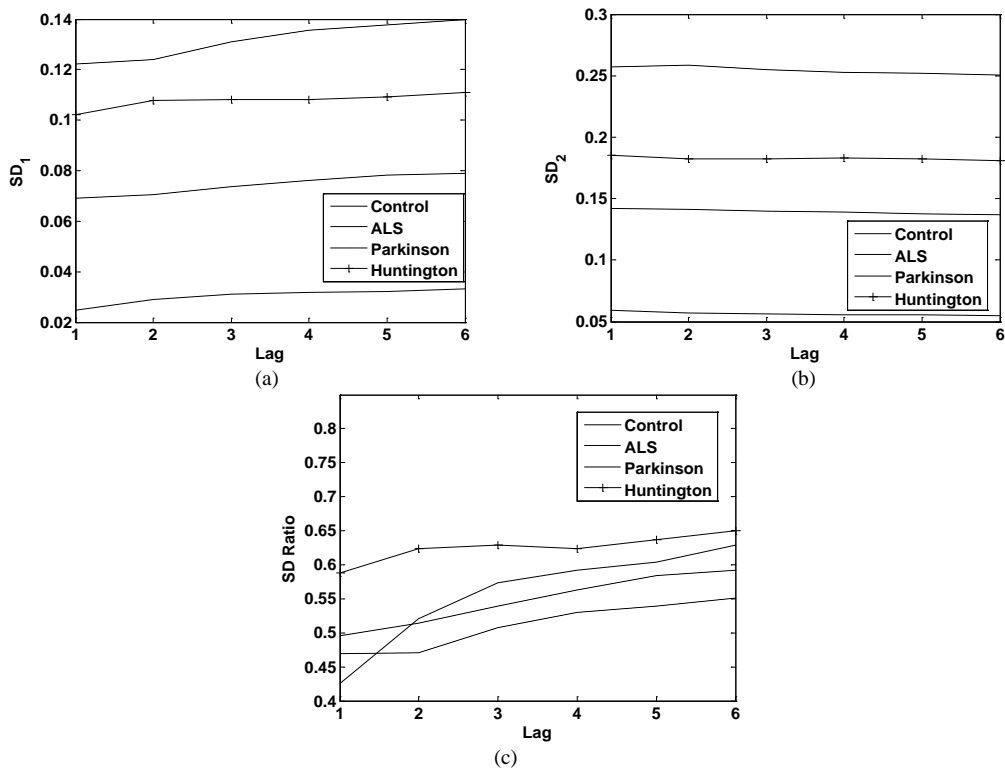 0.14
0.12
0.1
0.08
0.06
0.04
0.02
SD1
1 2 3 4 5 6
Lag
Control
ALS
Parkinson
Huntington
(a)
0.3
0.25
0.2
0.15
0.1
0.05
SD2
1 2 3 4 5 6
Lag
Control
ALS
Parkinson
Huntington
(b)
0.8
0.75
0.7
0.65
0.6
0.55
0.5
0.45
0.4
SD Ratio
1 2 3 4 5 6
Lag
Control
ALS
Parkinson
Huntington
(c)